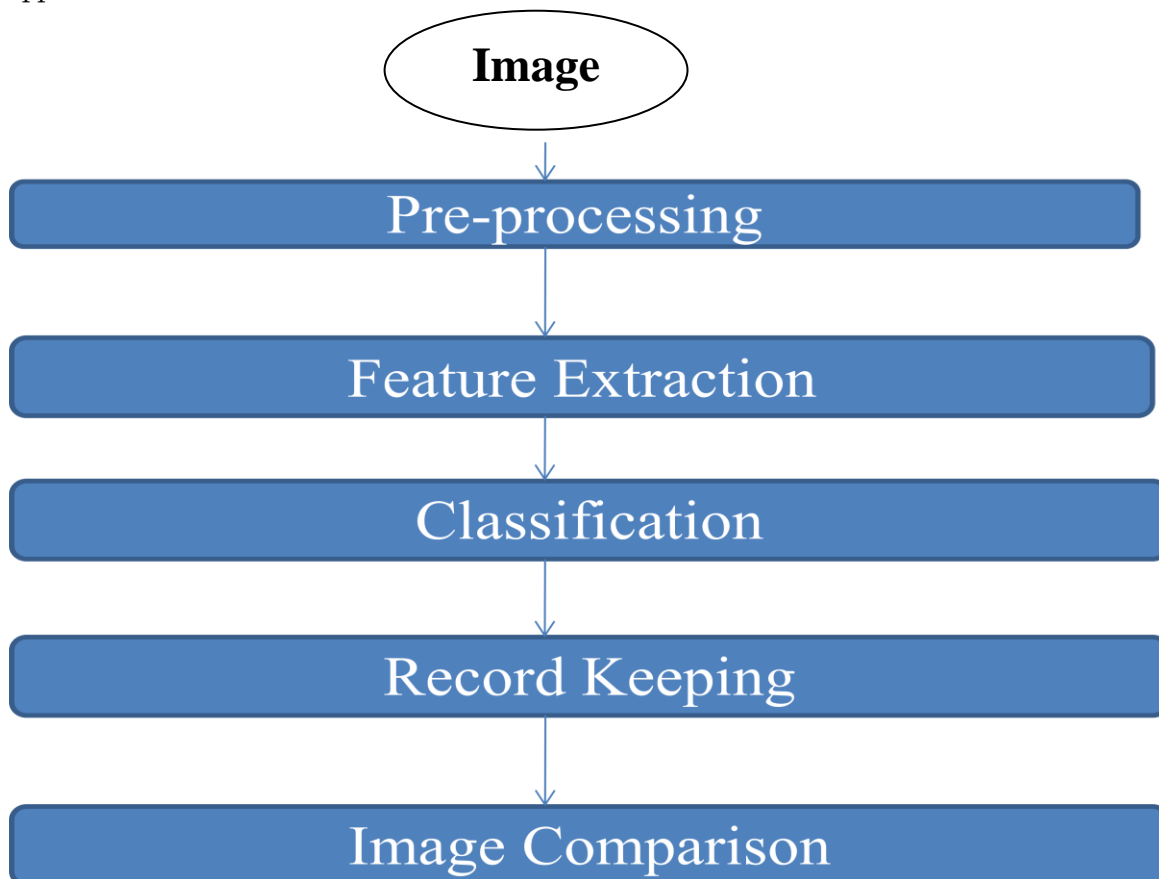 Image
Pre-processing
Feature Extraction
Classification
Record Keeping
Image Comparison